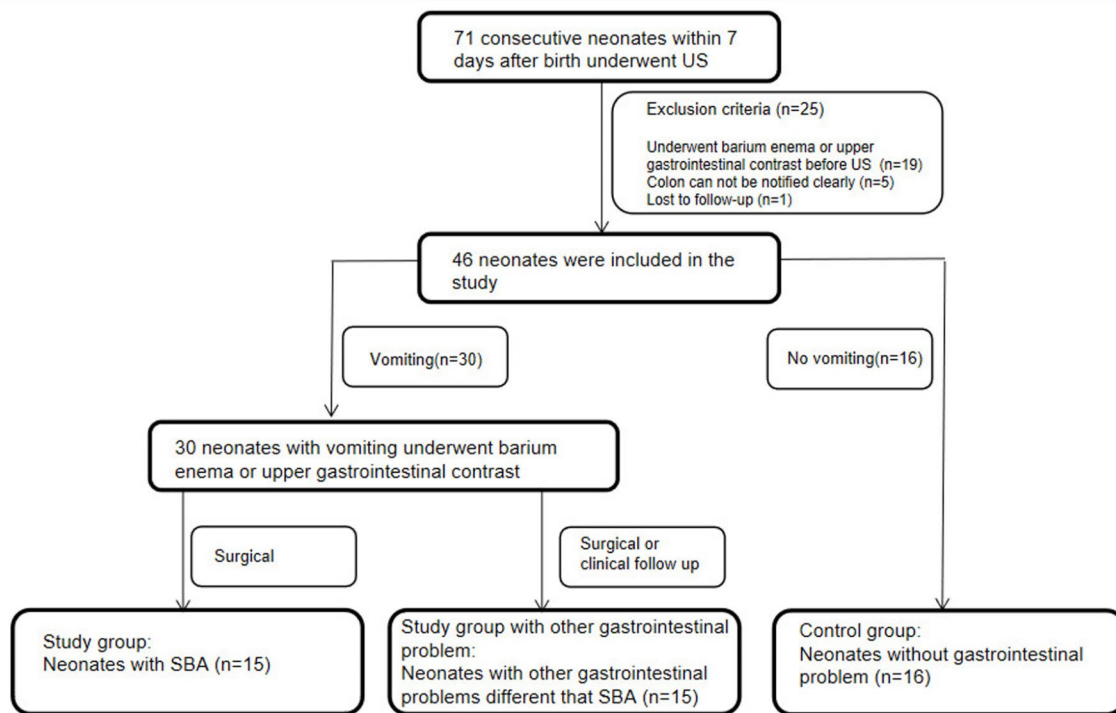 71 consecutive neonates within 7
days after birth underwent US
Exclusion criteria (n=25)
Underwent barium enema or upper
gastrointestinal contrast before US (n=19)
Colon can not be notified clearly (n=5)
Lost to follow-up (n=1)
46 neonates were included in the
study
Vomiting(n=30)
No vomiting(n=16)
30 neonates with vomiting underwent barium
enema or upper gastrointestinal contrast
Surgical
Surgical or
clinical follow up
Study group:
Neonates with SBA (n=15)
Study group with other gastrointestinal
problem:
Neonates with other gastrointestinal
problems different that SBA (n=15)
Control group:
Neonates without gastrointestinal
problem (n=16)